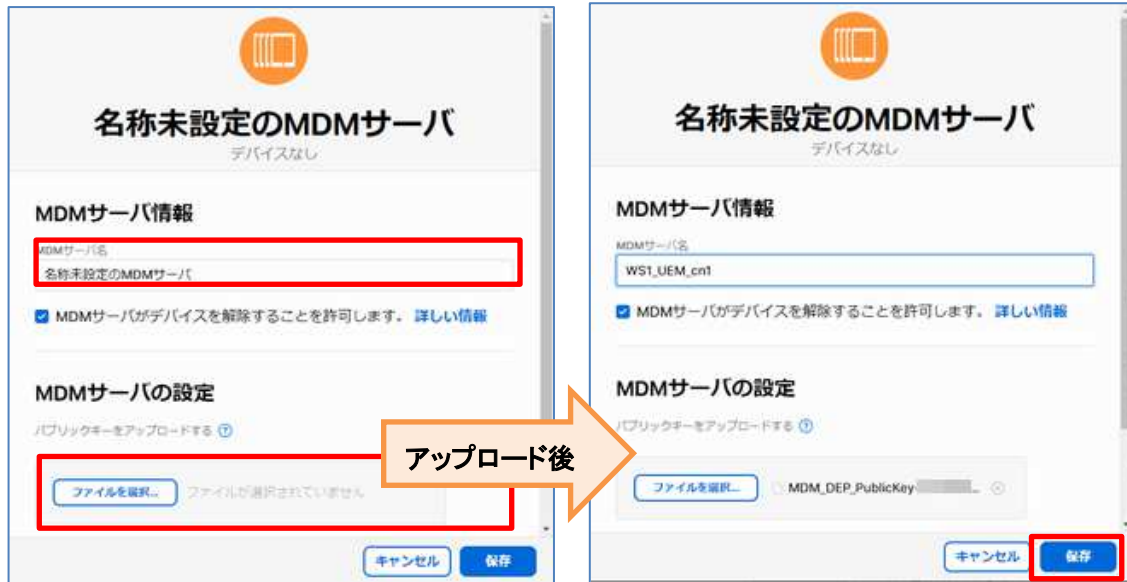 名称未設定のMDMサーバ
デバイスなし
MDMサーバ情報
MDMサーバ名
名称未設定のMDMサーバ
MDMサーバがデバイスを解除することを許可します。 詳しい情報
MDMサーバの設定
パブリックキーをアップロードする
ファイルを選択... ファイルが選択されていません
キャンセル 保存
アップロード後
名称未設定のMDMサーバ
デバイスなし
MDMサーバ情報
MDMサーバ名
WS1_UEM_cn1
MDMサーバがデバイスを解除することを許可します。 詳しい情報
MDMサーバの設定
パブリックキーをアップロードする
ファイルを選択... MDM_DEP_PublicKey-
キャンセル 保存